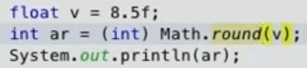 float v = 8.5f;
int ar = (int) Math.round(v);
System.out.println(ar);